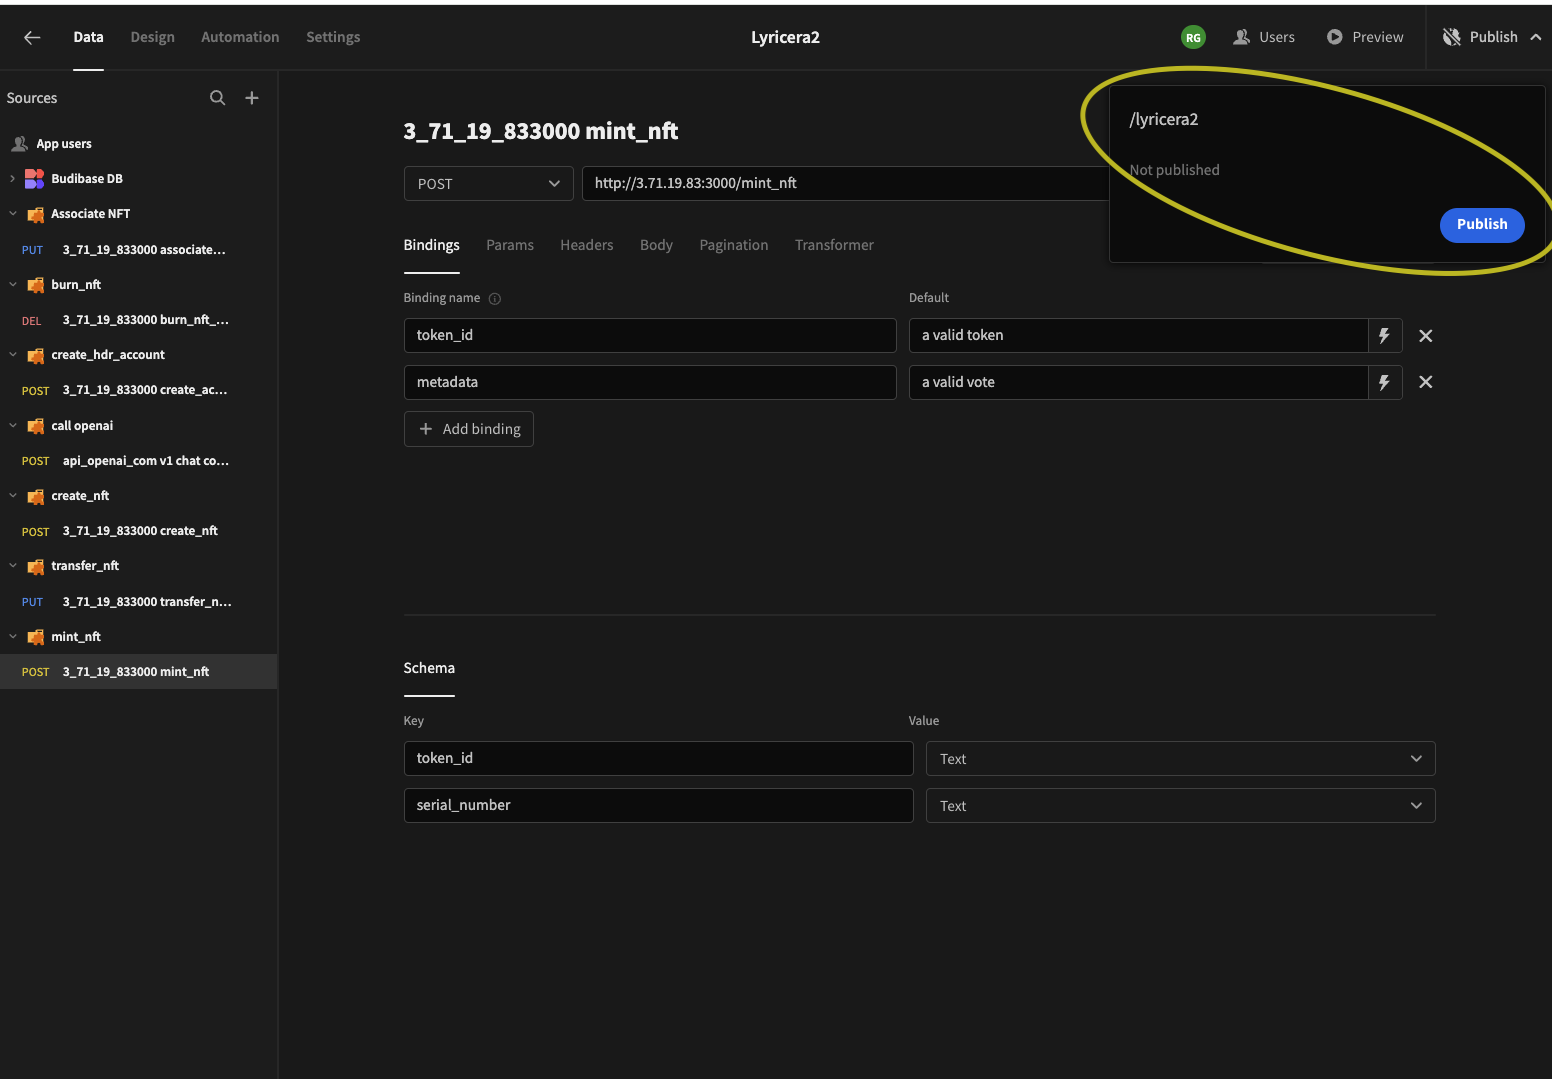 Data Design Automation Settings
Lyricera2
RG Users Preview Publish
Sources
App users
Budibase DB
Associate NFT
PUT 3_71_19_833000 associate...
burn_nft
DEL 3_71_19_833000 burn_nft_...
create_hdr_account
POST 3_71_19_833000 create_ac...
call openai
POST api_openai_com v1 chat co...
create_nft
POST 3_71_19_833000 create_nft
transfer_nft
PUT 3_71_19_833000 transfer_n...
mint_nft
POST 3_71_19_833000 mint_nft
3_71_19_833000 mint_nft
POST http://3.71.19.83:3000/mint_nft
/lyricera2
Not published
Publish
Bindings Params Headers Body Pagination Transformer
Binding name Default
token_id a valid token
metadata a valid vote
Add binding
Schema
Key Value
token_id Text
serial_number Text